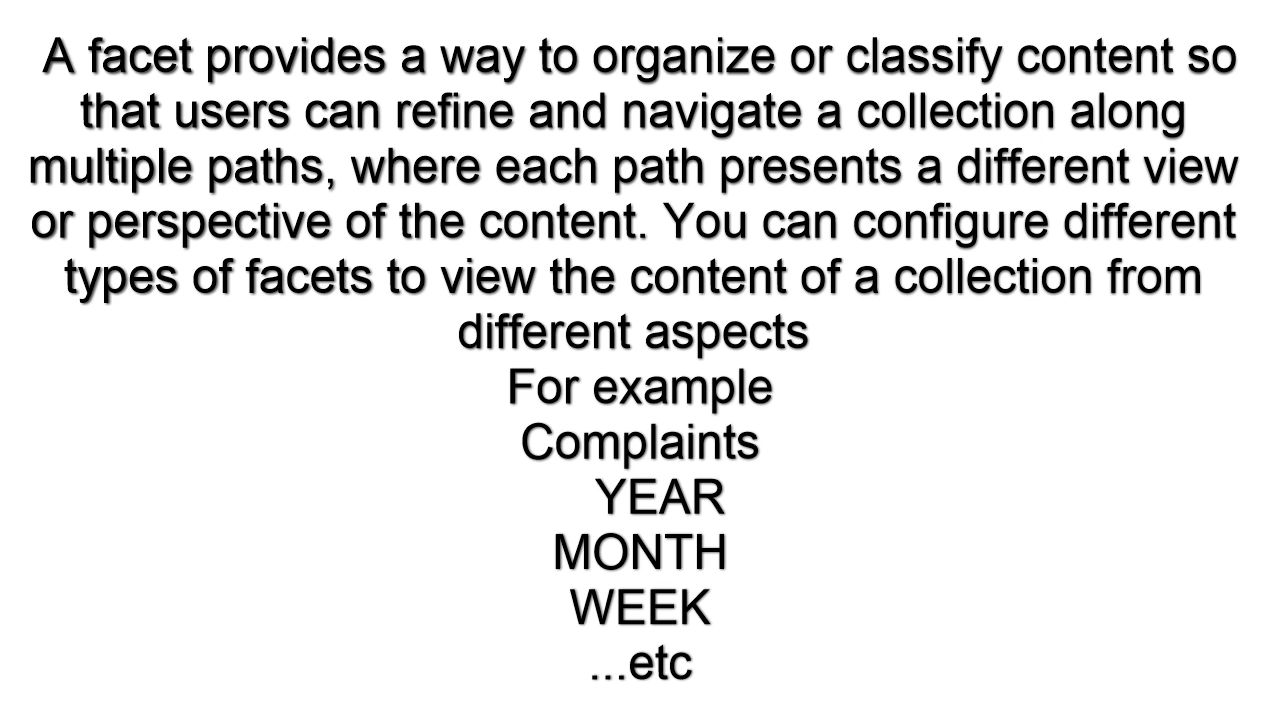 A facet provides a way to organize or classify content so
that users can refine and navigate a collection along
multiple paths, where each path presents a different view
or perspective of the content. You can configure different
types of facets to view the content of a collection from
different aspects
For example
Complaints
YEAR
MONTH
WEEK
...etc